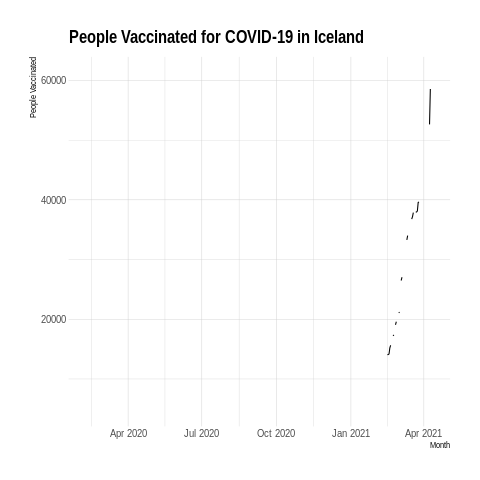 People Vaccinated for COVID-19 in Iceland
People Vaccinated
60000
40000
20000
Apr 2020 Jul 2020 Oct 2020 Jan 2021 Apr 2021
Month